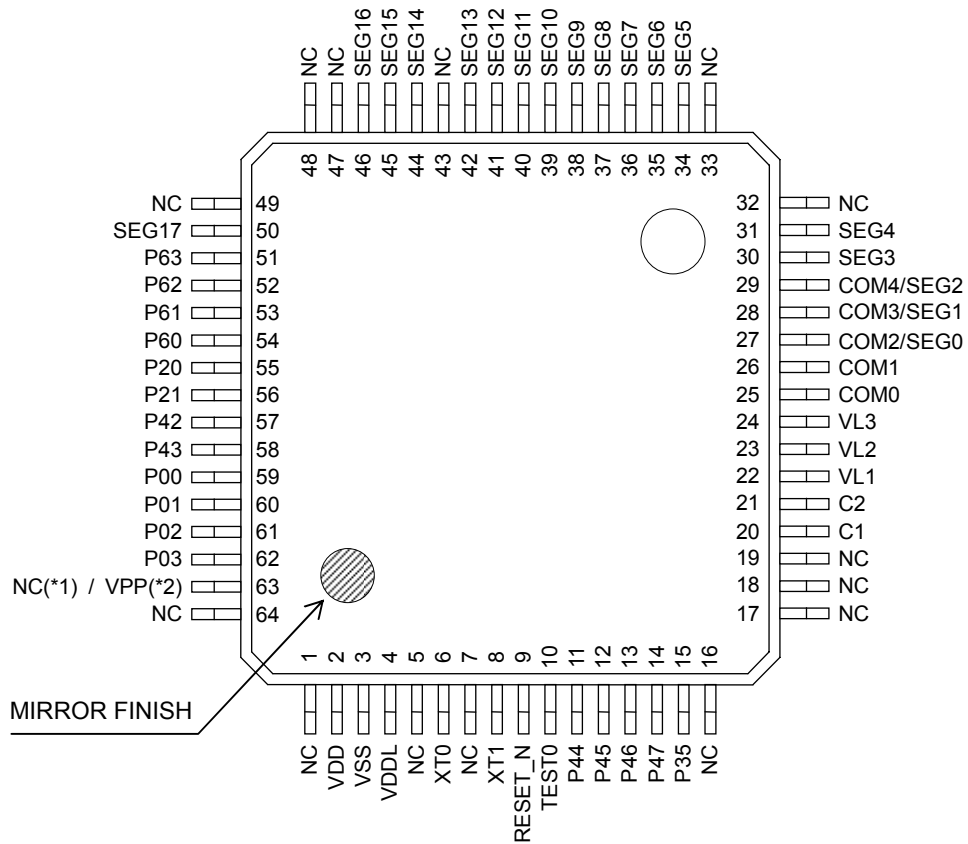 NC
NC
SEG16
SEG15
SEG14
NC
SEG13
SEG12
SEG11
SEG10
SEG9
SEG8
SEG7
SEG6
SEG5
NC
48
47
46
45
44
43
42
41
40
39
38
37
36
35
34
33
NC 49
SEG17 50
P63 51
P62 52
P61 53
P60 54
P20 55
P21 56
P42 57
P43 58
P00 59
P01 60
P02 61
P03 62
NC(*1) / VPP(*2) 63
NC 64
32 NC
31 SEG4
30 SEG3
29 COM4/SEG2
28 COM3/SEG1
27 COM2/SEG0
26 COM1
25 COM0
24 VL3
23 VL2
22 VL1
21 C2
20 C1
19 NC
18 NC
17 NC
1
2
3
4
5
6
7
8
9
10
11
12
13
14
15
16
MIRROR FINISH
NC
VDD
VSS
VDDL
NC
XT0
NC
XT1
RESET_N
TEST0
P44
P45
P46
P47
P35
NC